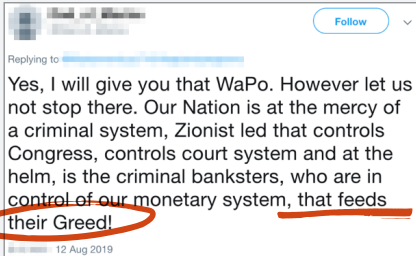 Follow
Replying to
Yes, I will give you that WaPo. However let us
not stop there. Our Nation is at the mercy of
a criminal system, Zionist led that controls
Congress, controls court system and at the
helm, is the criminal banksters, who are in
control of our monetary system, that feeds
their Greed!
12 Aug 2019